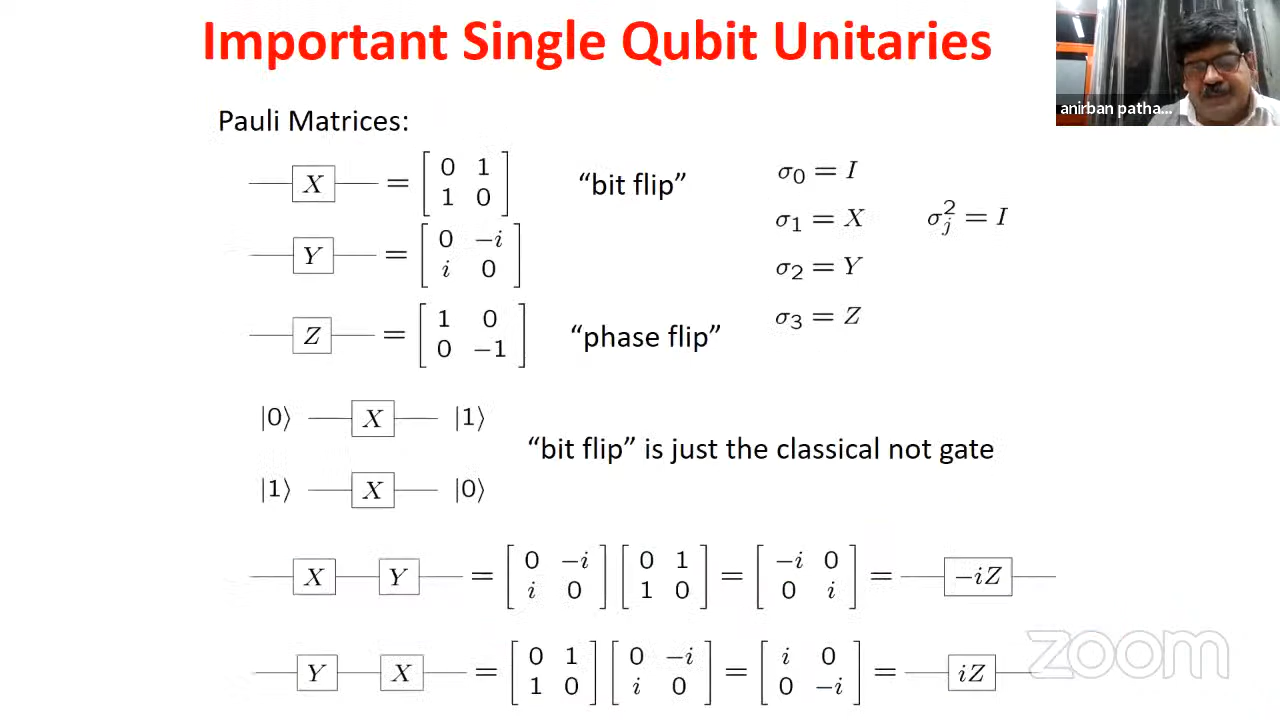 Important Single Qubit Unitaries
anirban patha...
Pauli Matrices:
X = [ 0 1 ; 1 0 ] “bit flip”
σ₀ = I
σ₁ = X σⱼ² = I
Y = [ 0 −i ; i 0 ]
σ₂ = Y
Z = [ 1 0 ; 0 −1 ] “phase flip”
σ₃ = Z
|0⟩ X |1⟩
“bit flip” is just the classical not gate
|1⟩ X |0⟩
X Y = [ 0 −i ; i 0 ] [ 0 1 ; 1 0 ] = [ −i 0 ; 0 i ] = −iZ
Y X = [ 0 1 ; 1 0 ] [ 0 −i ; i 0 ] = [ i 0 ; 0 −i ] = iZ
zoom